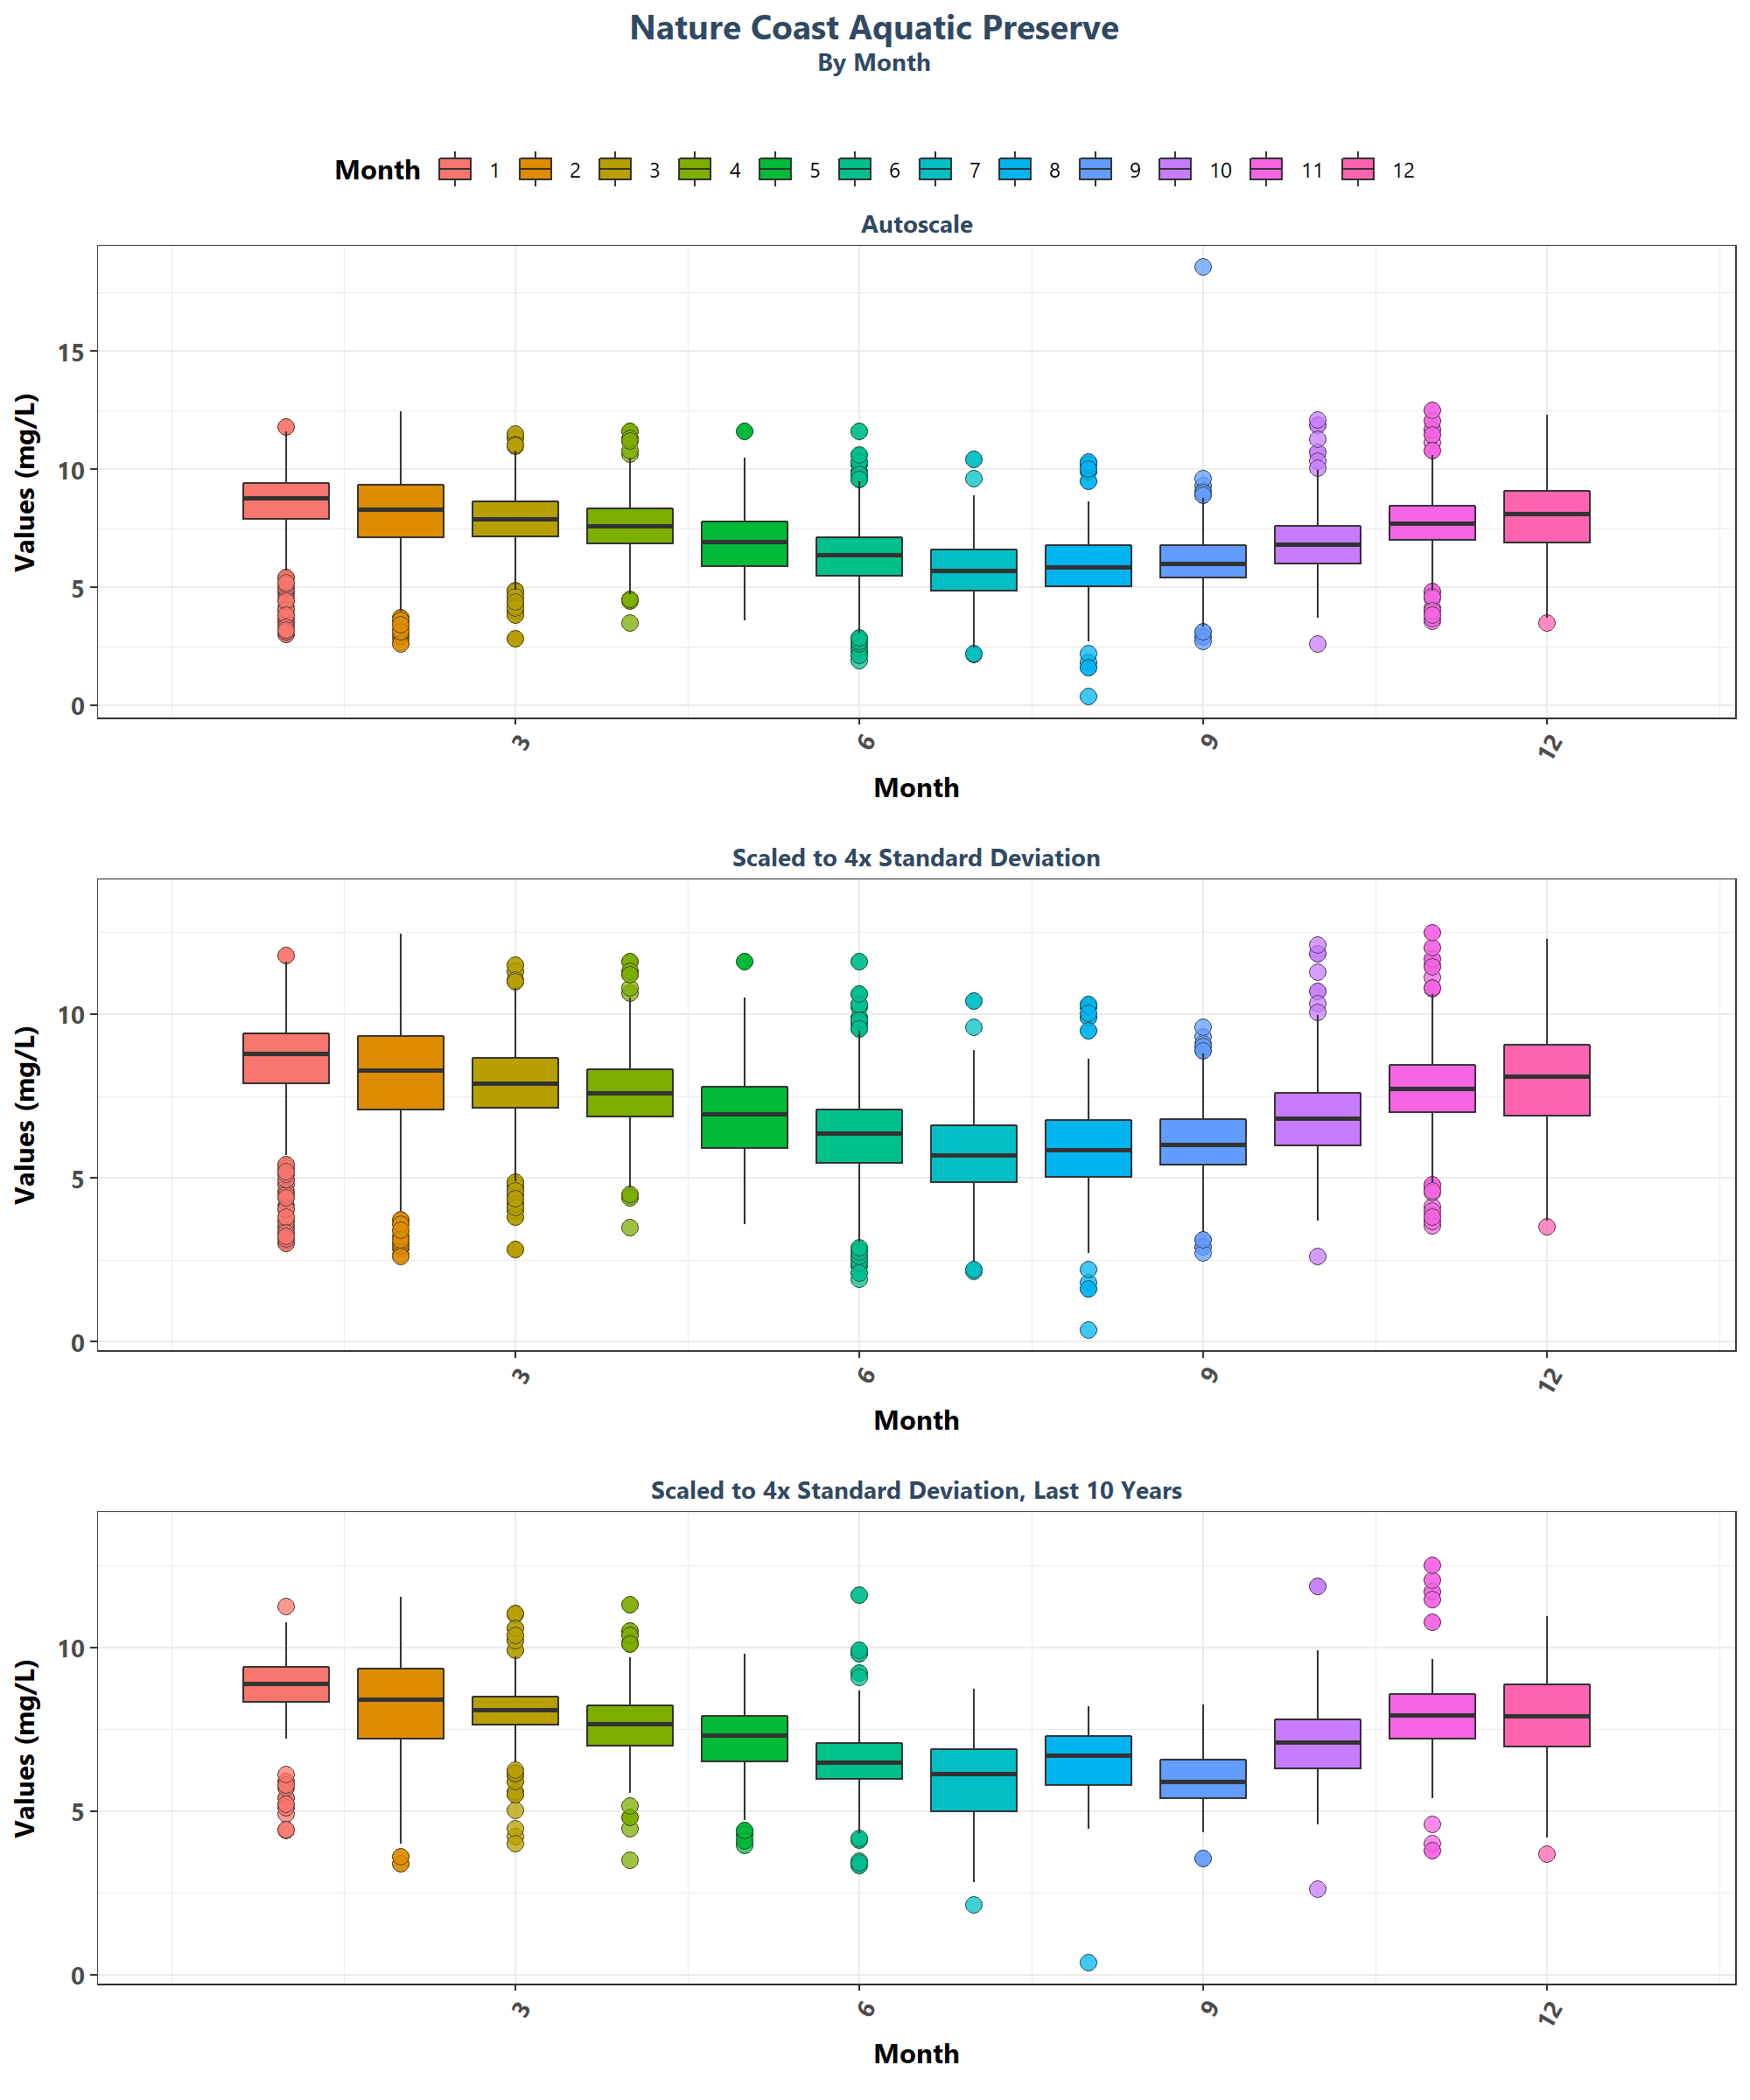 Nature Coast Aquatic Preserve
By Month
Month 1 2 3 4 5 6 7 8 9 10 11 12
Autoscale
Values (mg/L)
15
10
5
0
3 6 9 12
Month
Scaled to 4x Standard Deviation
Values (mg/L)
10
5
0
3 6 9 12
Month
Scaled to 4x Standard Deviation, Last 10 Years
Values (mg/L)
10
5
0
3 6 9 12
Month